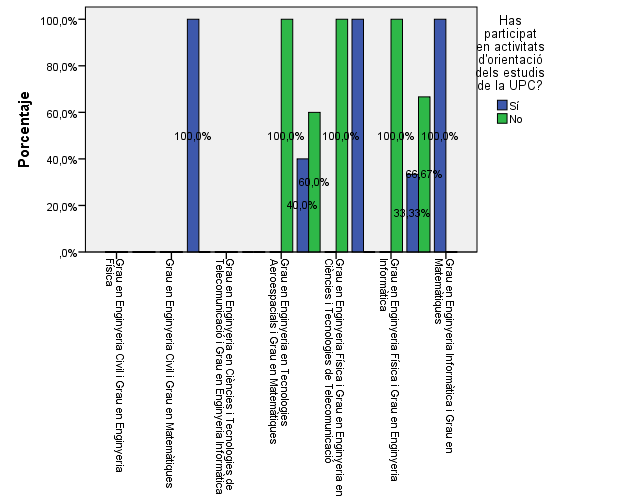 Has
participat
en activitats
d'orientació
dels estudis
de la UPC?
Sí
No
Porcentaje
100,0%
80,0%
60,0%
40,0%
20,0%
,0%
100,0%
100,0%
40,0%
60,0%
100,0%
100,0%
33,33%
66,67%
100,0%
Grau en Enginyeria Civil i Grau en Enginyeria
Física
Grau en Enginyeria Civil i Grau en Matemàtiques
Grau en Enginyeria en Ciències i Tecnologies de
Telecomunicació i Grau en Enginyeria Informàtica
Grau en Enginyeria en Tecnologies
Aeroespacials i Grau en Matemàtiques
Grau en Enginyeria Física i Grau en Enginyeria en
Ciències i Tecnologies de Telecomunicació
Grau en Enginyeria Física i Grau en Enginyeria
Informàtica
Grau en Enginyeria Informàtica i Grau en
Matemàtiques